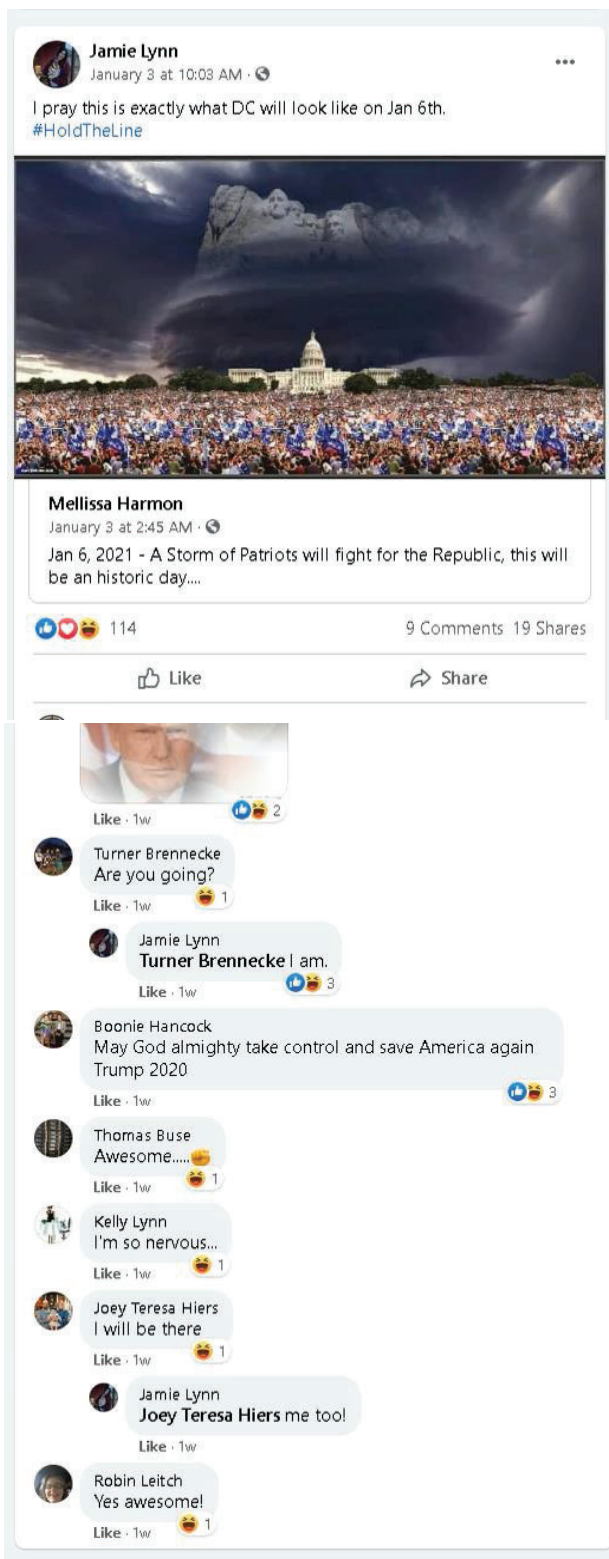 Jamie Lynn
January 3 at 10:03 AM ·
I pray this is exactly what DC will look like on Jan 6th.
#HoldTheLine
Mellissa Harmon
January 3 at 2:45 AM ·
Jan 6, 2021 - A Storm of Patriots will fight for the Republic, this will
be an historic day....
114
9 Comments 19 Shares
Like
Share
Like · 1w
2
Turner Brennecke
Are you going?
Like · 1w
1
Jamie Lynn
Turner Brennecke I am.
Like · 1w
3
Boonie Hancock
May God almighty take control and save America again
Trump 2020
Like · 1w
3
Thomas Buse
Awesome.....
Like · 1w
1
Kelly Lynn
I'm so nervous...
Like · 1w
1
Joey Teresa Hiers
I will be there
Like · 1w
1
Jamie Lynn
Joey Teresa Hiers me too!
Like · 1w
Robin Leitch
Yes awesome!
Like · 1w
1